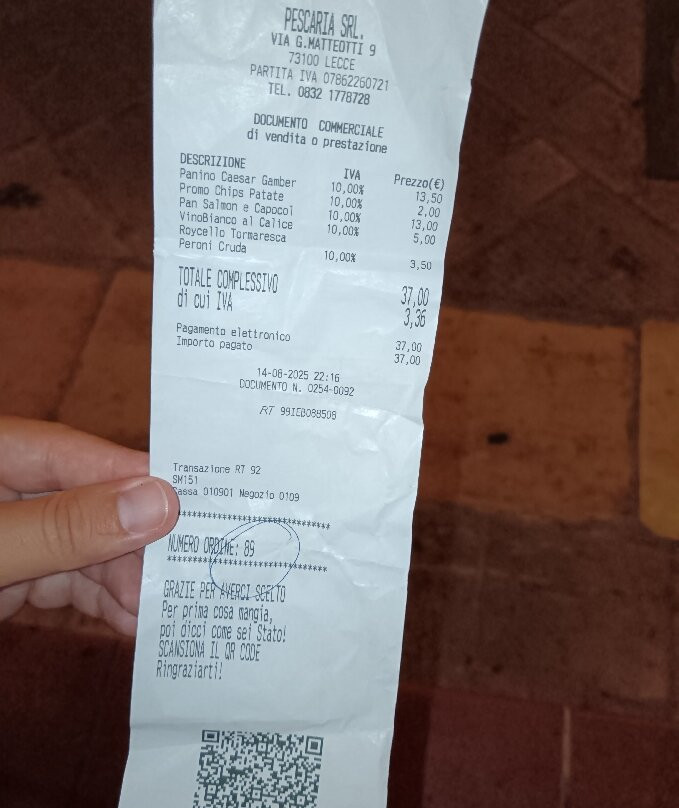 PESCARIA SRL.
VIA G.MATTEOTTI 9
73100 LECCE
PARTITA IVA 07862260721
TEL. 0832 1778728
DOCUMENTO COMMERCIALE
di vendita o prestazione
DESCRIZIONE IVA Prezzo(€)
Panino Caesar Gamber 10,00% 13,50
Promo Chips Patate 10,00% 2,00
Pan Salmon e Capocol 10,00% 13,00
VinoBianco al Calice 10,00% 5,00
Roycello Tormaresca
Peroni Cruda 10,00% 3,50
TOTALE COMPLESSIVO 37,00
di cui IVA 3,36
Pagamento elettronico 37,00
Importo pagato 37,00
14-08-2025 22:16
DOCUMENTO N. 0254-0092
RT 99IEB088508
Transazione RT 92
SM151
Cassa 010901 Negozio 0109
******************************
NUMERO ORDINE: 89
******************************
GRAZIE PER AVERCI SCELTO
Per prima cosa mangia,
poi dicci come sei Stato!
SCANSIONA IL QR CODE
Ringraziarti!